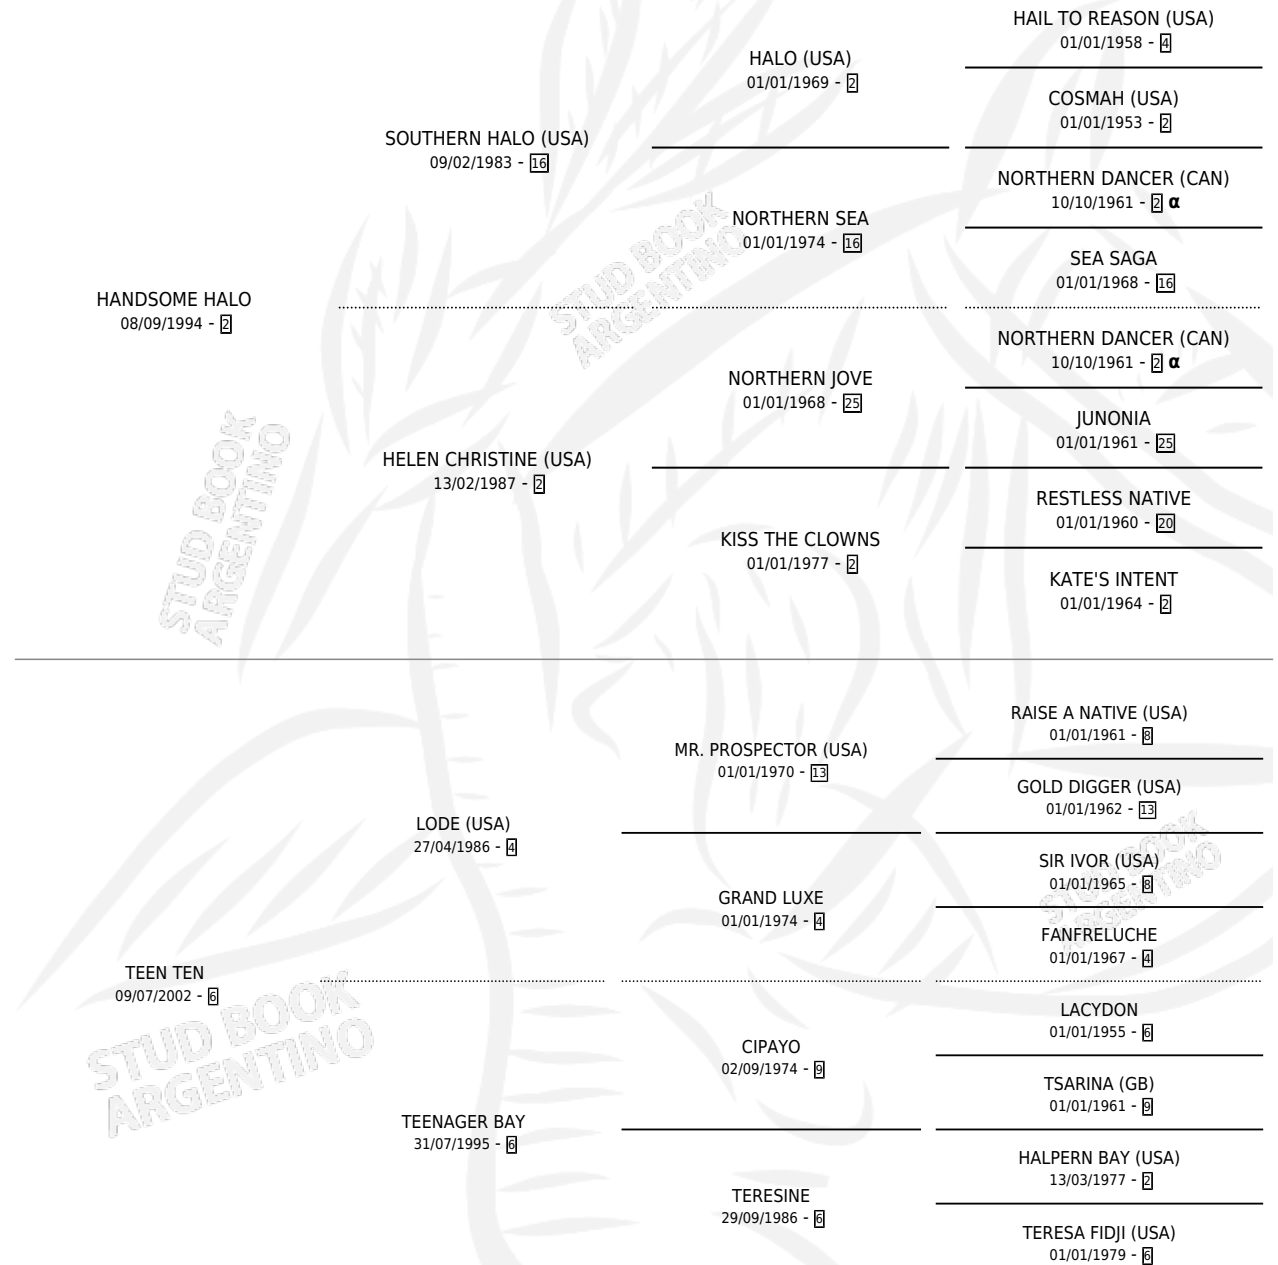 HAIL TO REASON (USA)
01/01/1958 - 4
HALO (USA)
01/01/1969 - 2
COSMAH (USA)
01/01/1953 - 2
SOUTHERN HALO (USA)
09/02/1983 - 16
NORTHERN DANCER (CAN)
10/10/1961 - 2 α
NORTHERN SEA
01/01/1974 - 16
SEA SAGA
01/01/1968 - 16
HANDSOME HALO
08/09/1994 - 2
NORTHERN DANCER (CAN)
10/10/1961 - 2 α
NORTHERN JOVE
01/01/1968 - 25
JUNONIA
01/01/1961 - 25
HELEN CHRISTINE (USA)
13/02/1987 - 2
RESTLESS NATIVE
01/01/1960 - 20
KISS THE CLOWNS
01/01/1977 - 2
KATE'S INTENT
01/01/1964 - 2
RAISE A NATIVE (USA)
01/01/1961 - 8
MR. PROSPECTOR (USA)
01/01/1970 - 13
GOLD DIGGER (USA)
01/01/1962 - 13
LODE (USA)
27/04/1986 - 4
SIR IVOR (USA)
01/01/1965 - 8
GRAND LUXE
01/01/1974 - 4
FANFRELUCHE
01/01/1967 - 4
TEEN TEN
09/07/2002 - 6
LACYDON
01/01/1955 - 6
CIPAYO
02/09/1974 - 9
TSARINA (GB)
01/01/1961 - 9
TEENAGER BAY
31/07/1995 - 6
HALPERN BAY (USA)
13/03/1977 - 2
TERESINE
29/09/1986 - 6
TERESA FIDJI (USA)
01/01/1979 - 6
STUD BOOK
ARGENTINO
STUD BOOK
ARGENTINO
STUD BOOK
ARGENTINO
STUD BOOK
ARGENTINO